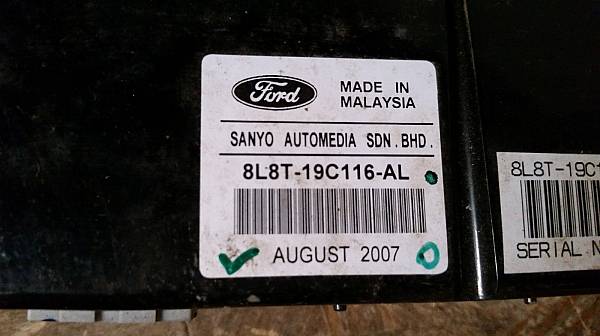 Ford
MADE IN
MALAYSIA
SANYO AUTOMEDIA SDN . BHD .
8L8T-19C116-AL
AUGUST 2007
8L8T-19C1
SERIAL N